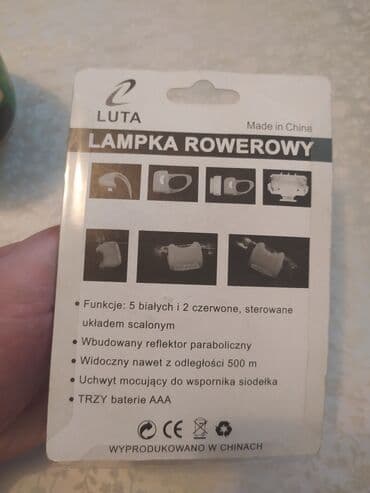 LUTA
Made in China
LAMPKA ROWEROWY
• Funkcje: 5 białych i 2 czerwone, sterowane
układem scalonym
• Wbudowany reflektor paraboliczny
• Widoczny nawet z odległości 500 m
• Uchwyt mocujący do wspornika siodełka
• TRZY baterie AAA
CE
WYPRODUKOWANO W CHINACH